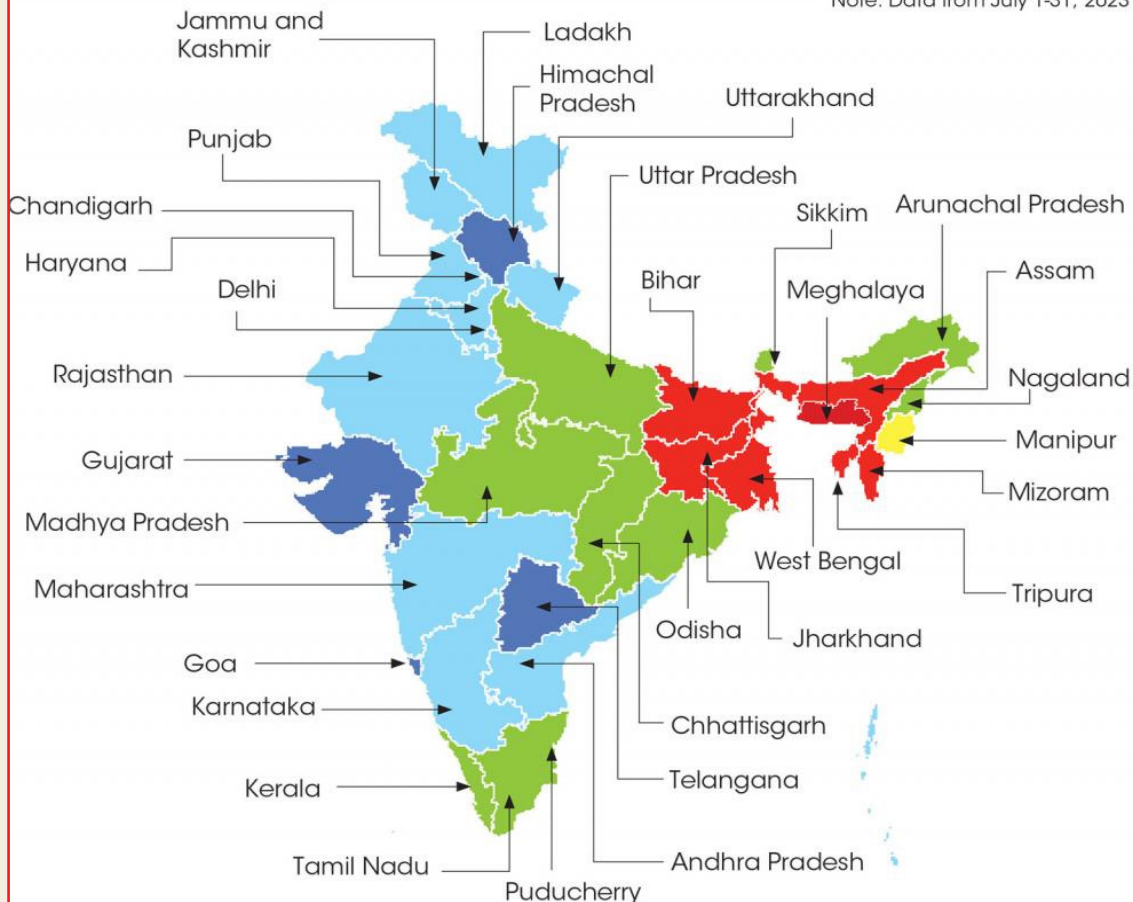 Note: Data from July 1-31, 2023
Jammu and
Kashmir
Ladakh
Himachal
Pradesh
Uttarakhand
Punjab
Uttar Pradesh
Chandigarh
Sikkim
Arunachal Pradesh
Haryana
Delhi
Bihar
Meghalaya
Assam
Rajasthan
Nagaland
Gujarat
Manipur
Madhya Pradesh
Mizoram
West Bengal
Maharashtra
Tripura
Odisha
Jharkhand
Goa
Karnataka
Chhattisgarh
Kerala
Telangana
Tamil Nadu
Andhra Pradesh
Puducherry